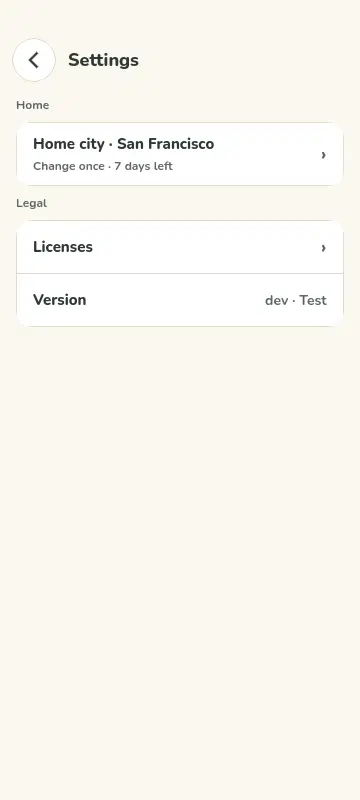 Settings
Home
Home city · San Francisco
Change once · 7 days left
›
Legal
Licenses
›
Version
dev · Test